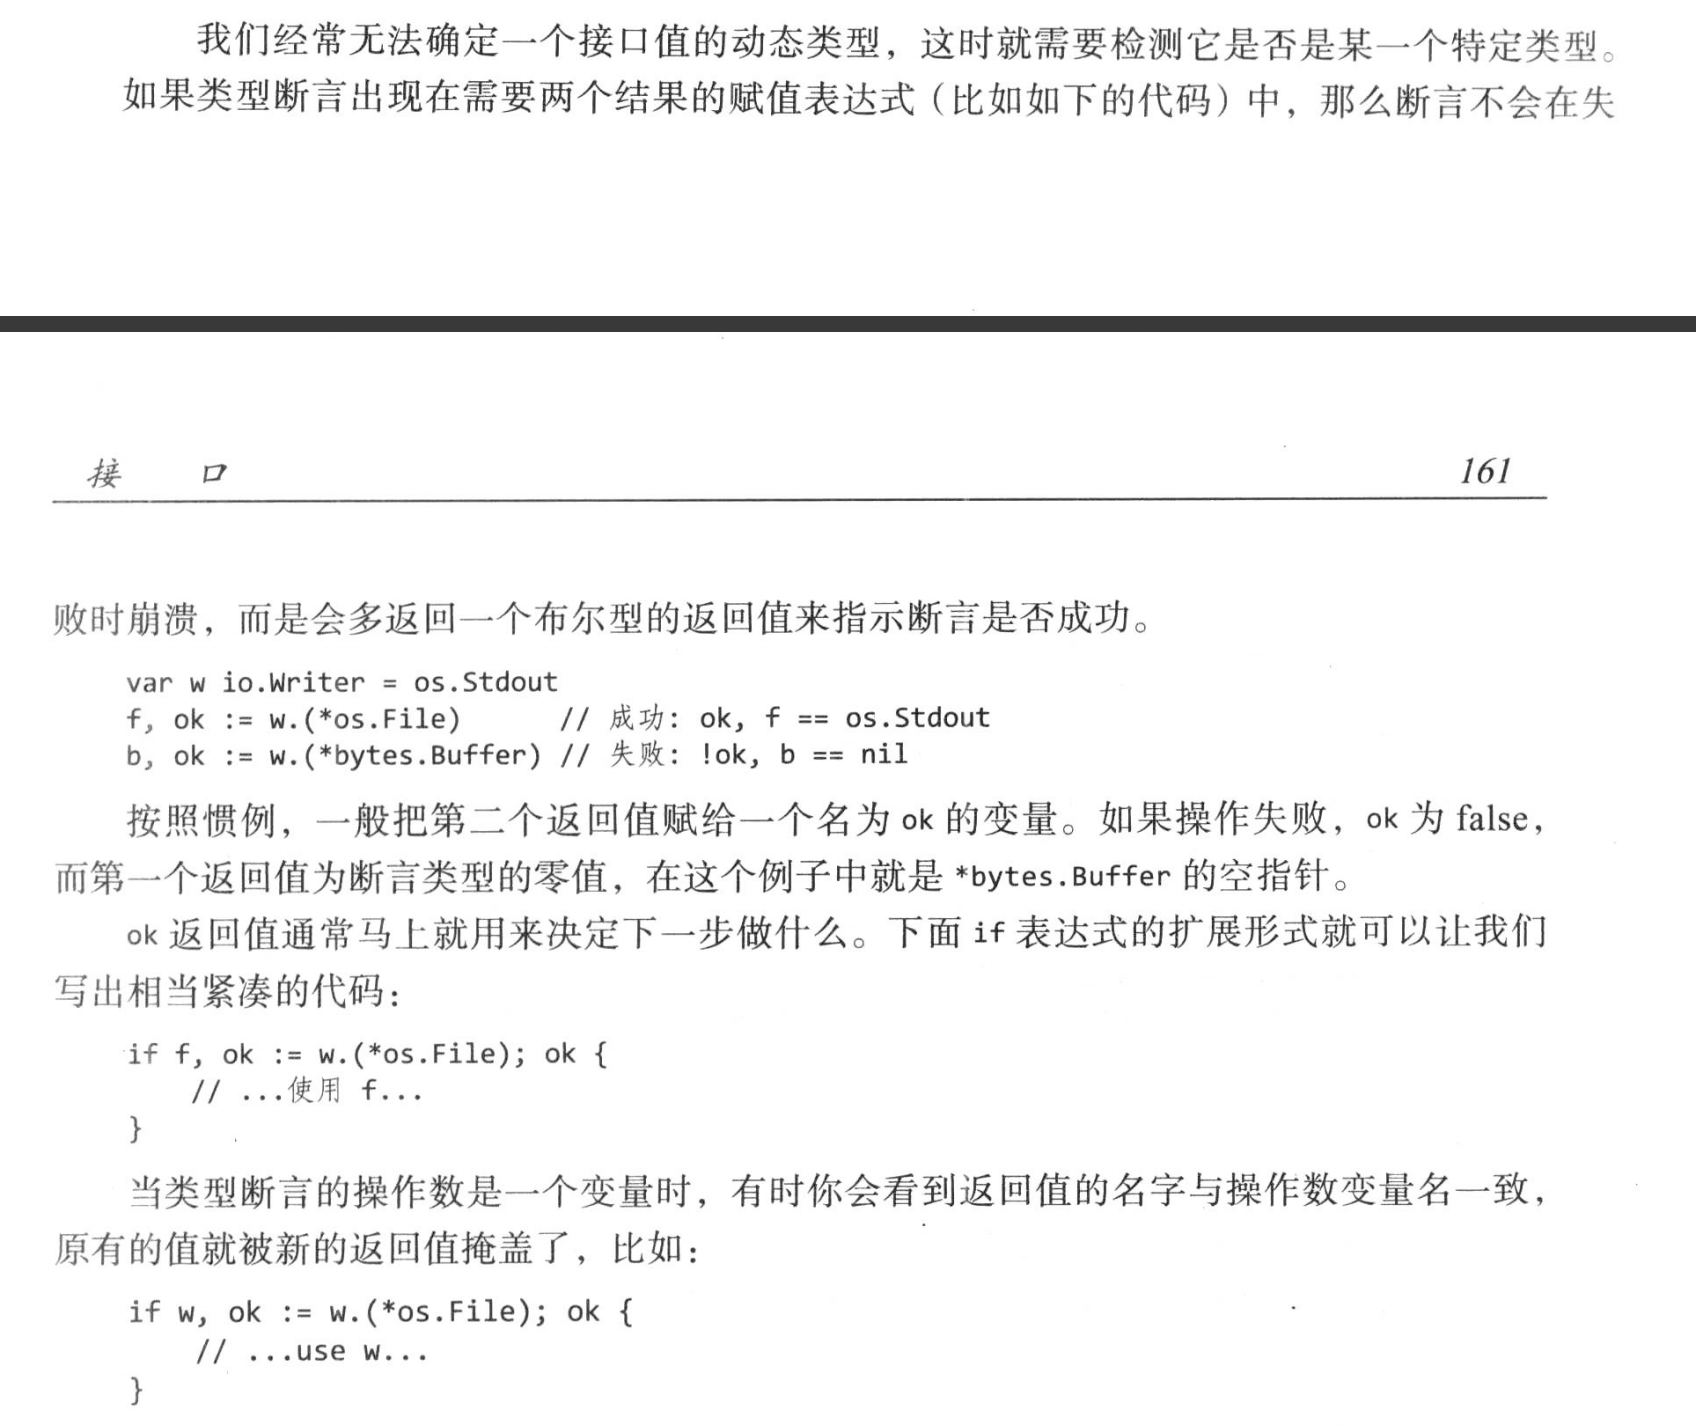 我们经常无法确定一个接口值的动态类型，这时就需要检测它是否是某一个特定类型。
如果类型断言出现在需要两个结果的赋值表达式（比如如下的代码）中，那么断言不会在失
接 口 161
败时崩溃，而是会多返回一个布尔型的返回值来指示断言是否成功。
var w io.Writer = os.Stdout
f, ok := w.(*os.File) // 成功: ok, f == os.Stdout
b, ok := w.(*bytes.Buffer) // 失败: !ok, b == nil
按照惯例，一般把第二个返回值赋给一个名为 ok 的变量。如果操作失败，ok 为 false，
而第一个返回值为断言类型的零值，在这个例子中就是 *bytes.Buffer 的空指针。
ok 返回值通常马上就用来决定下一步做什么。下面 if 表达式的扩展形式就可以让我们
写出相当紧凑的代码：
if f, ok := w.(*os.File); ok {
// ...使用 f...
}
当类型断言的操作数是一个变量时，有时你会看到返回值的名字与操作数变量名一致，
原有的值就被新的返回值掩盖了，比如：
if w, ok := w.(*os.File); ok {
// ...use w...
}